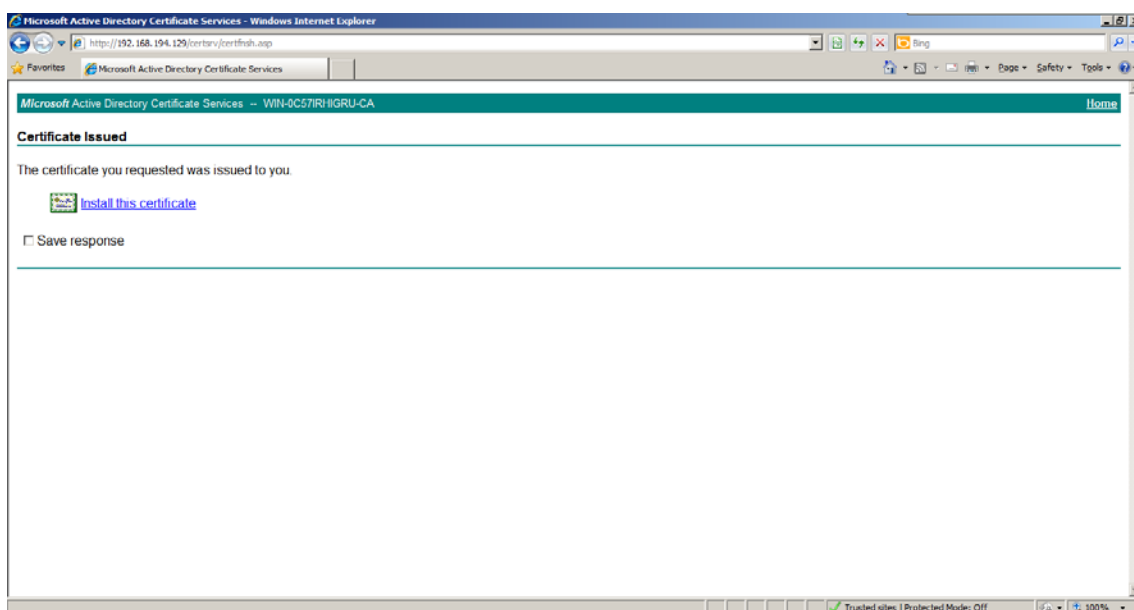 Microsoft Active Directory Certificate Services - Windows Internet Explorer
http://192.168.194.129/certsrv/certfnsh.asp
Bing
Favorites
Microsoft Active Directory Certificate Services
Page
Safety
Tools
Microsoft Active Directory Certificate Services -- WIN-0C57IRHIGRU-CA
Home
Certificate Issued
The certificate you requested was issued to you.
Install this certificate
Save response
Trusted sites | Protected Mode: Off
100%